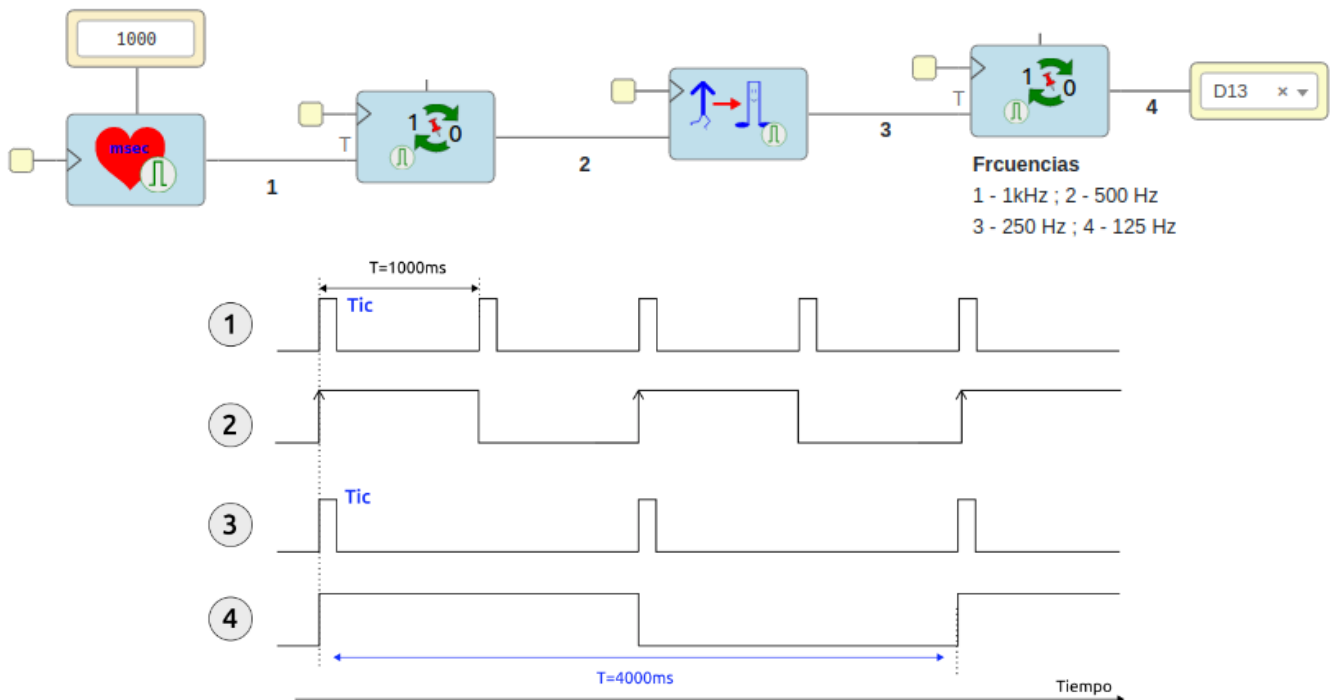 1000
msec
1
T
1
0
2
3
T
1
0
4
D13
Frcuencias
1 - 1kHz ; 2 - 500 Hz
3 - 250 Hz ; 4 - 125 Hz
T=1000ms
1
Tic
2
3
Tic
4
T=4000ms
Tiempo